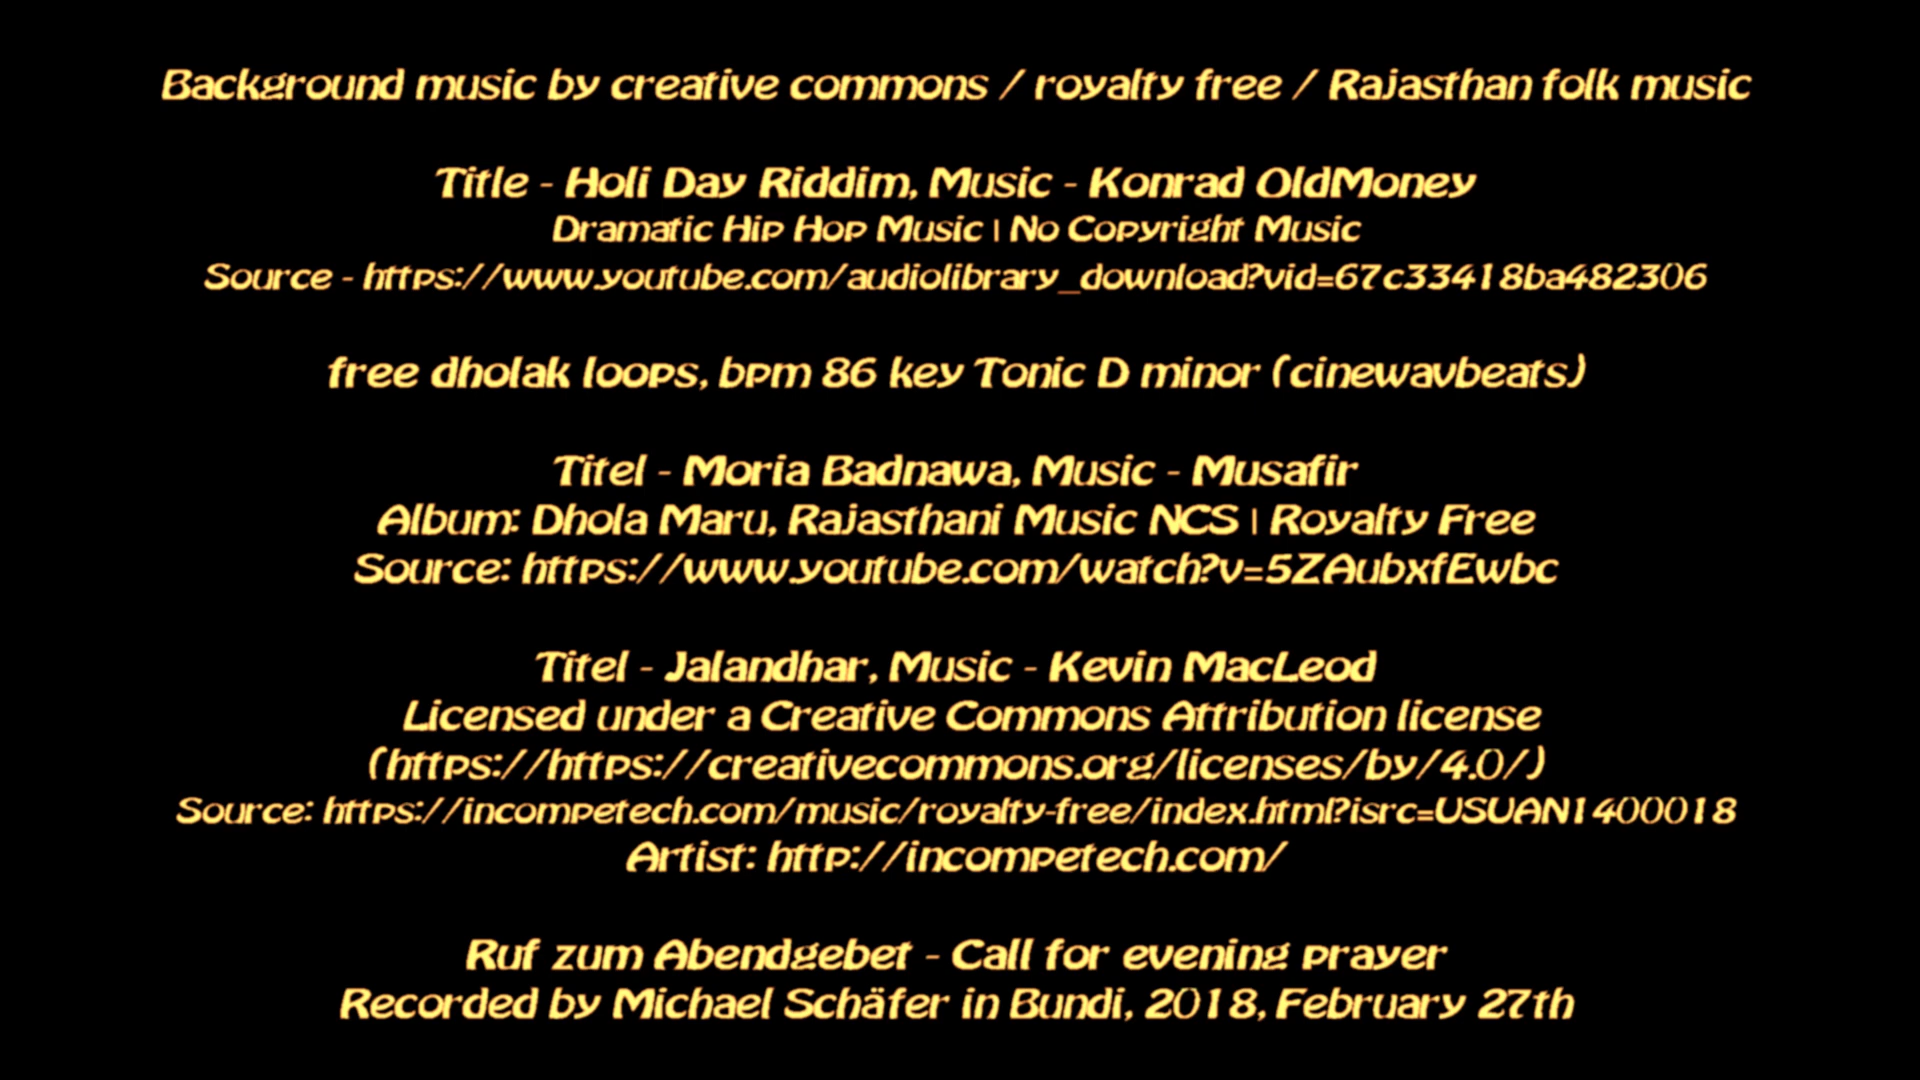 Background music by creative commons / royalty free / Rajasthan folk music
Title - Holi Day Riddim, Music - Konrad OldMoney
Dramatic Hip Hop Music | No Copyright Music
Source - https://www.youtube.com/audiolibrary_download?vid=67c33418ba482306
free dholak loops, bpm 86 key Tonic D minor (cinewavbeats)
Titel - Moria Badnawa, Music - Musafir
Album: Dhola Maru, Rajasthani Music NCS | Royalty Free
Source: https://www.youtube.com/watch?v=5ZAubxfEwbc
Titel - Jalandhar, Music - Kevin MacLeod
Licensed under a Creative Commons Attribution license
(https://https://creativecommons.org/licenses/by/4.0/)
Source: https://incompetech.com/music/royalty-free/index.html?isrc=USUAN1400018
Artist: http://incompetech.com/
Ruf zum Abendgebet - Call for evening prayer
Recorded by Michael Schäfer in Bundi, 2018, February 27th